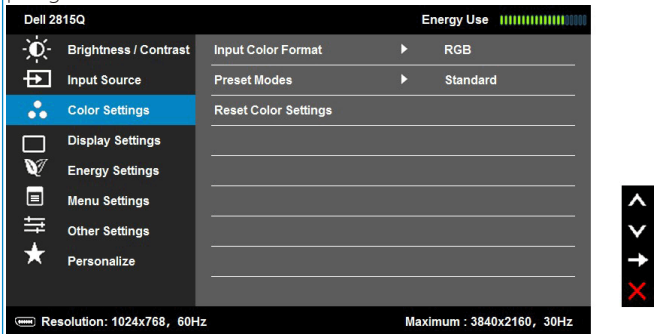 Dell 2815Q Energy Use
Brightness / Contrast Input Color Format RGB
Input Source Preset Modes Standard
Color Settings Reset Color Settings
Display Settings
Energy Settings
Menu Settings
Other Settings
Personalize
Resolution: 1024x768, 60Hz Maximum : 3840x2160, 30Hz